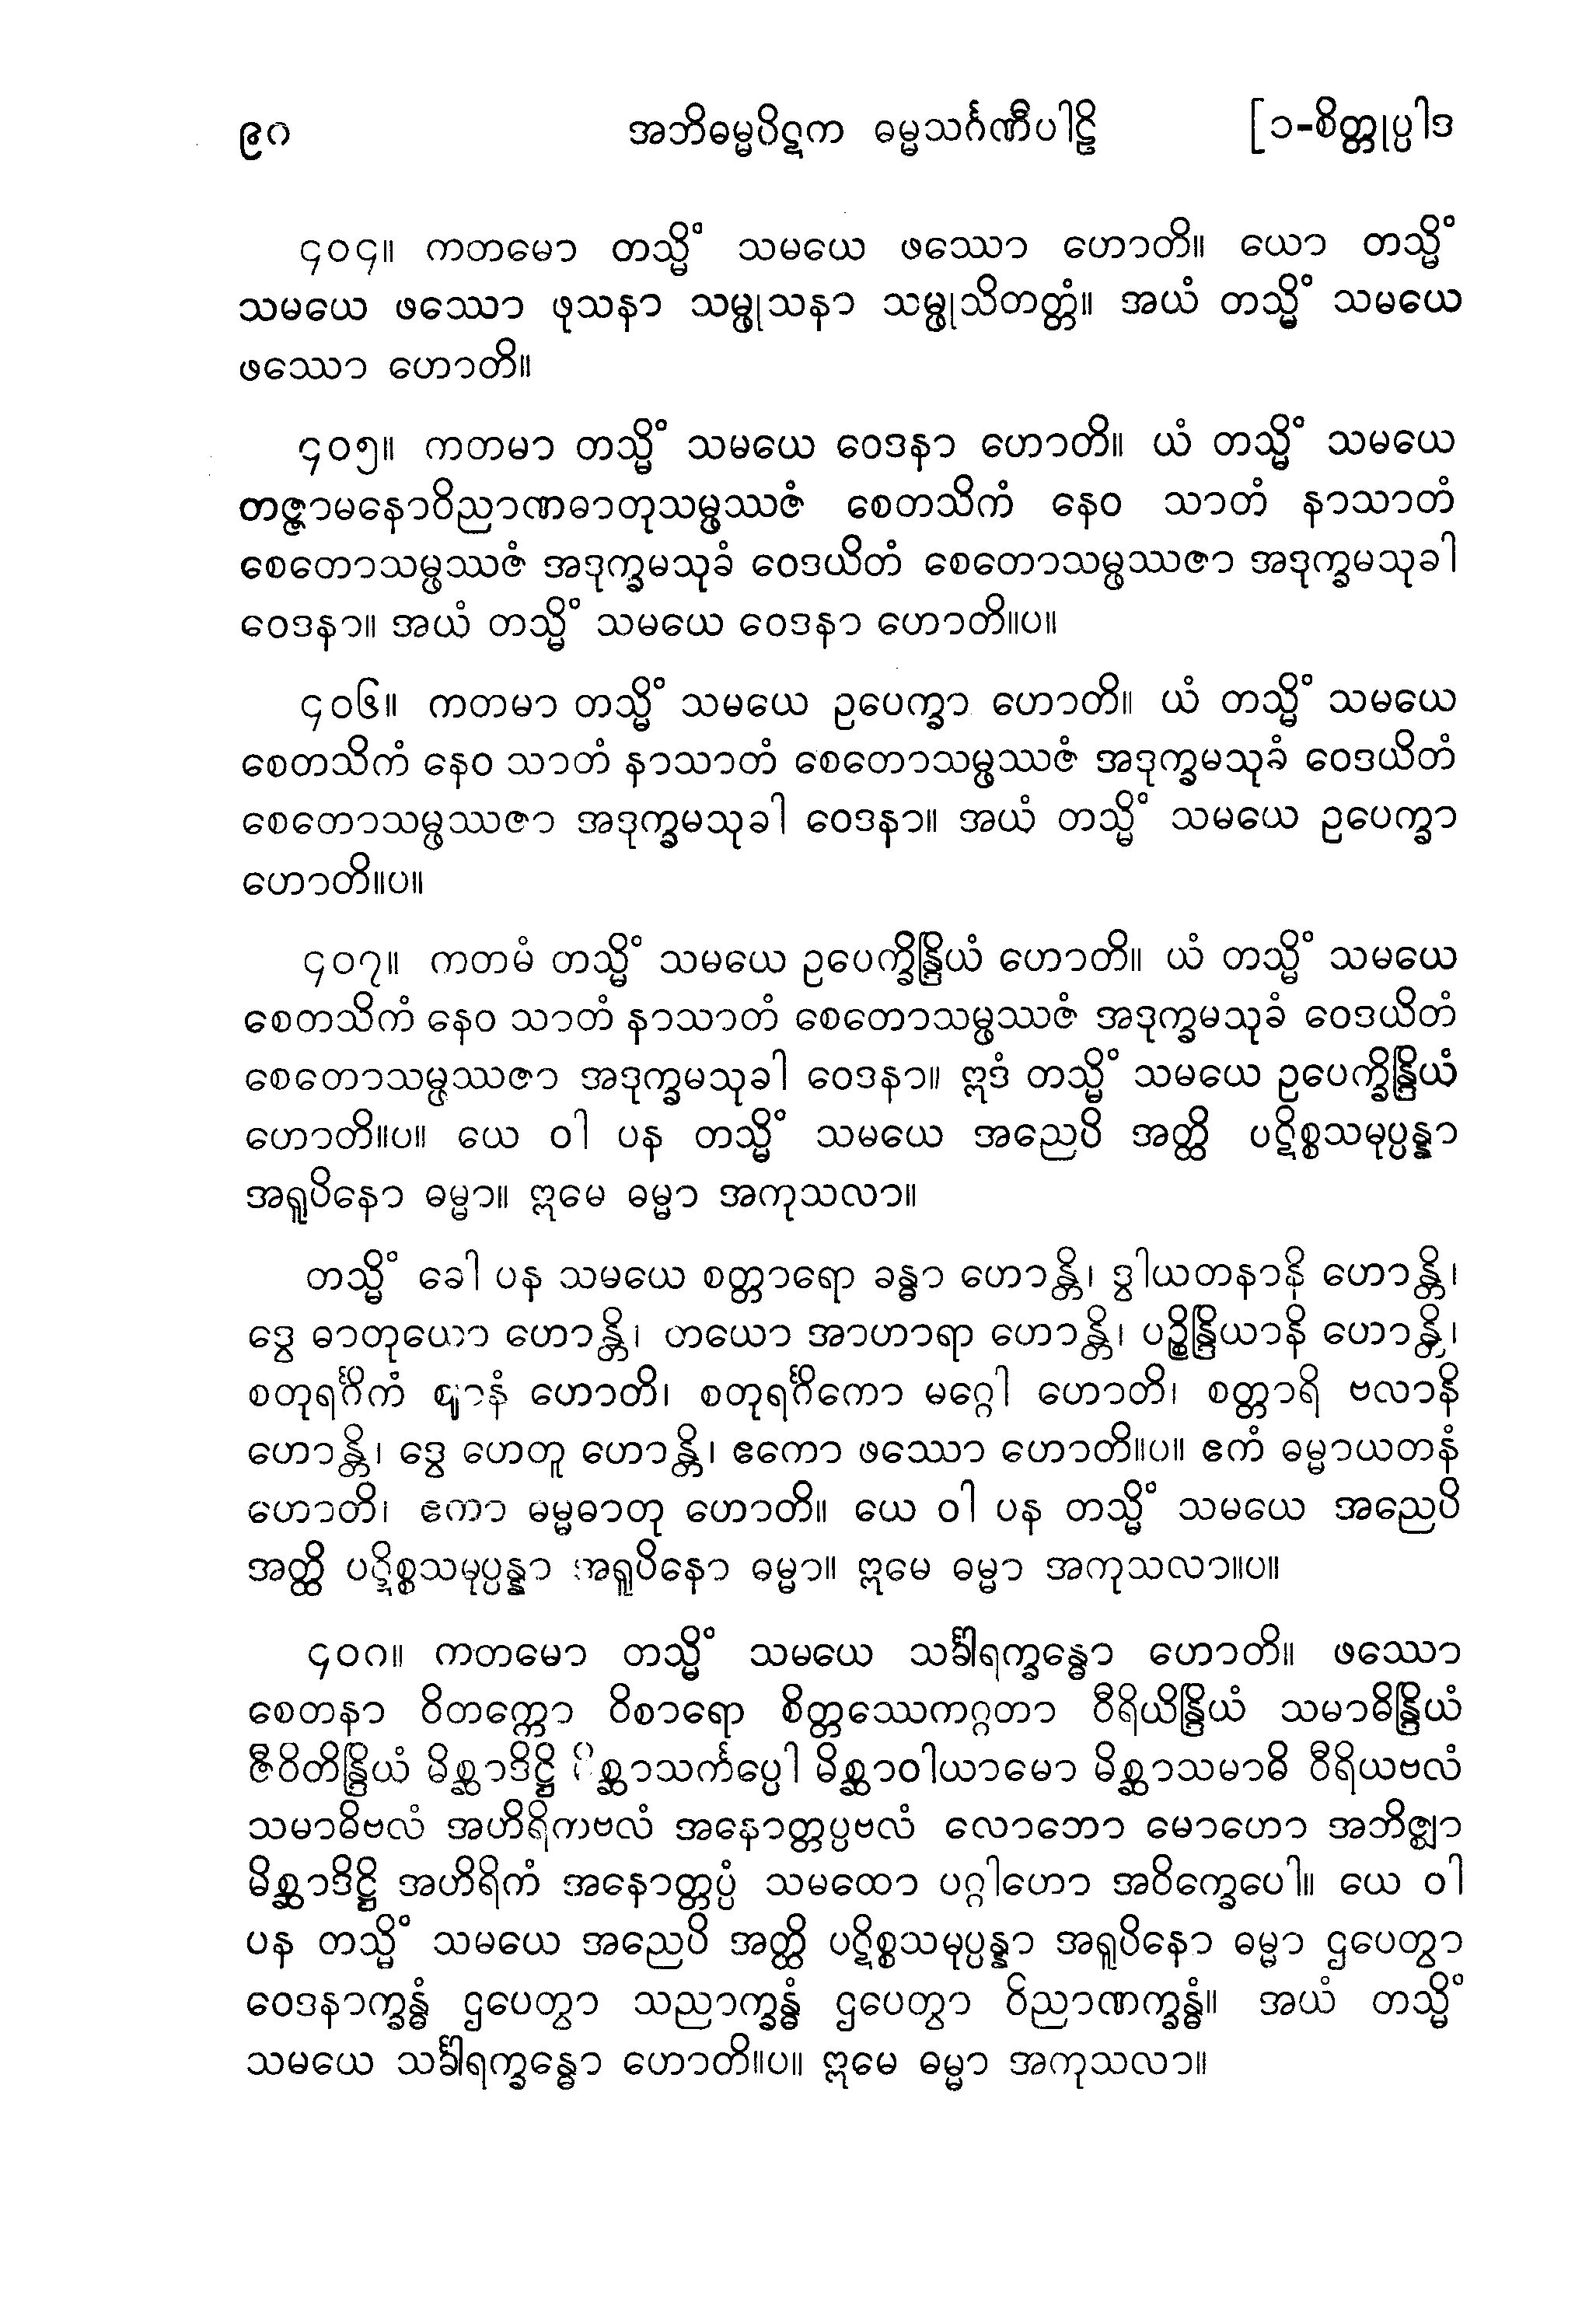 ၉၈ အဘိဓမ္မပိဋက ဓမ္မသင်္ဂဏီပါဠိ [၁-စိတ္တုပ္ပါဒ
၄၀၄။ ကတမော တသ္မိံ သမယေ ဖဿော ဟောတိ။ ယော တသ္မိံ
သမယေ ဖဿော ဖုသနာ သမ္ဖုသနာ သမ္ဖုသိတတ္တံ။ အယံ တသ္မိံ သမယေ
ဖဿော ဟောတိ။
၄၀၅။ ကတမာ တသ္မိံ သမယေ ဝေဒနာ ဟောတိ။ ယံ တသ္မိံ သမယေ
တဇ္ဇာမနောဝိညာဏဓာတုသမ္ဖဿဇံ စေတသိကံ နေဝ သာတံ နာသာတံ
စေတောသမ္ဖဿဇံ အဒုက္ခမသုခံ ဝေဒယိတံ စေတောသမ္ဖဿဇာ အဒုက္ခမသုခါ
ဝေဒနာ။ အယံ တသ္မိံ သမယေ ဝေဒနာ ဟောတိ။ပ။
၄၀၆။ ကတမာ တသ္မိံ သမယေ ဥပေက္ခာ ဟောတိ။ ယံ တသ္မိံ သမယေ
စေတသိကံ နေဝ သာတံ နာသာတံ စေတောသမ္ဖဿဇံ အဒုက္ခမသုခံ ဝေဒယိတံ
စေတောသမ္ဖဿဇာ အဒုက္ခမသုခါ ဝေဒနာ။ အယံ တသ္မိံ သမယေ ဥပေက္ခာ
ဟောတိ။ပ။
၄၀၇။ ကတမံ တသ္မိံ သမယေ ဥပေက္ခိန္ဒြိယံ ဟောတိ။ ယံ တသ္မိံ သမယေ
စေတသိကံ နေဝ သာတံ နာသာတံ စေတောသမ္ဖဿဇံ အဒုက္ခမသုခံ ဝေဒယိတံ
စေတောသမ္ဖဿဇာ အဒုက္ခမသုခါ ဝေဒနာ။ ဣဒံ တသ္မိံ သမယေ ဥပေက္ခိန္ဒြိယံ
ဟောတိ။ပ။ ယေ ဝါ ပန တသ္မိံ သမယေ အညေပိ အတ္ထိ ပဋိစ္စသမုပ္ပန္နာ
အရူပိနော ဓမ္မာ။ ဣမေ ဓမ္မာ အကုသလာ။
တသ္မိံ ခေါ ပန သမယေ စတ္တာရော ခန္ဓာ ဟောန္တိ၊ ဒွါယတနာနိ ဟောန္တိ၊
ဒွေ ဓာတုယော ဟောန္တိ၊ တယော အာဟာရာ ဟောန္တိ၊ ပဉ္စိန္ဒြိယာနိ ဟောန္တိ၊
စတုရင်္ဂိကံ ဈာနံ ဟောတိ၊ စတုရင်္ဂိကော မဂ္ဂေါ ဟောတိ၊ စတ္တာရိ ဗလာနိ
ဟောန္တိ၊ ဒွေ ဟေတူ ဟောန္တိ၊ ဧကော ဖဿော ဟောတိ။ပ။ ဧကံ ဓမ္မာယတနံ
ဟောတိ၊ ဧကာ ဓမ္မဓာတု ဟောတိ။ ယေ ဝါ ပန တသ္မိံ သမယေ အညေပိ
အတ္ထိ ပဋိစ္စသမုပ္ပန္နာ အရူပိနော ဓမ္မာ။ ဣမေ ဓမ္မာ အကုသလာ။ပ။
၄၀၈။ ကတမော တသ္မိံ သမယေ သင်္ခါရက္ခန္ဓော ဟောတိ။ ဖဿော
စေတနာ ဝိတက္ကော ဝိစာရော စိတ္တဿေကဂ္ဂတာ ဝီရိယိန္ဒြိယံ သမာဓိန္ဒြိယံ
ဇီဝိတိန္ဒြိယံ မိစ္ဆာဒိဋ္ဌိ မိစ္ဆာသင်္ကပ္ပေါ မိစ္ဆာဝါယာမော မိစ္ဆာသမာဓိ ဝီရိယဗလံ
သမာဓိဗလံ အဟိရိကဗလံ အနောတ္တပ္ပဗလံ လောဘော မောဟော အဘိဇ္ဈာ
မိစ္ဆာဒိဋ္ဌိ အဟိရိကံ အနောတ္တပ္ပံ သမထော ပဂ္ဂါဟော အဝိက္ခေပေါ။ ယေ ဝါ
ပန တသ္မိံ သမယေ အညေပိ အတ္ထိ ပဋိစ္စသမုပ္ပန္နာ အရူပိနော ဓမ္မာ ဌပေတွာ
ဝေဒနာက္ခန္ဓံ ဌပေတွာ သညာက္ခန္ဓံ ဌပေတွာ ဝိညာဏက္ခန္ဓံ။ အယံ တသ္မိံ
သမယေ သင်္ခါရက္ခန္ဓော ဟောတိ။ပ။ ဣမေ ဓမ္မာ အကုသလာ။